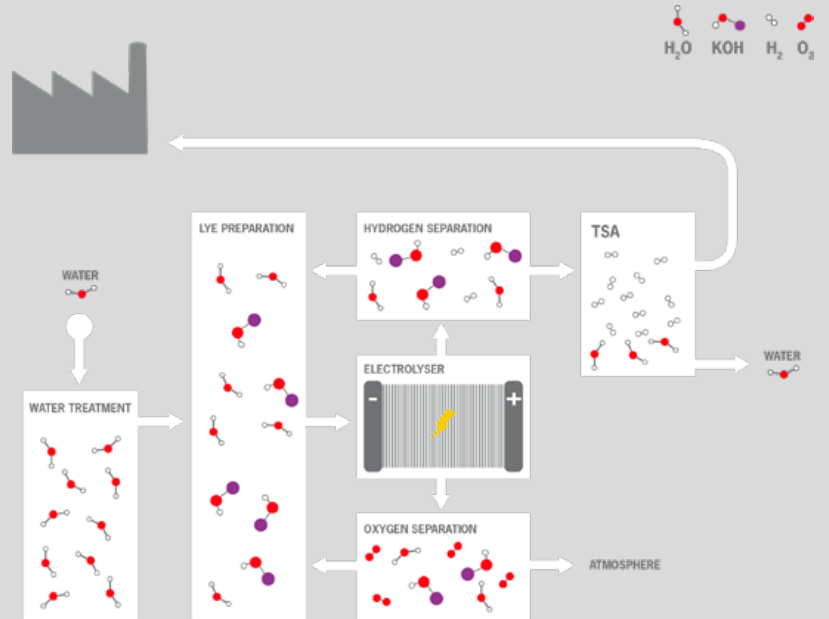 H₂O KOH H₂ O₂
LYE PREPARATION
HYDROGEN SEPARATION
TSA
WATER
WATER
ELECTROLYSER
WATER TREATMENT
- +
OXYGEN SEPARATION
ATMOSPHERE